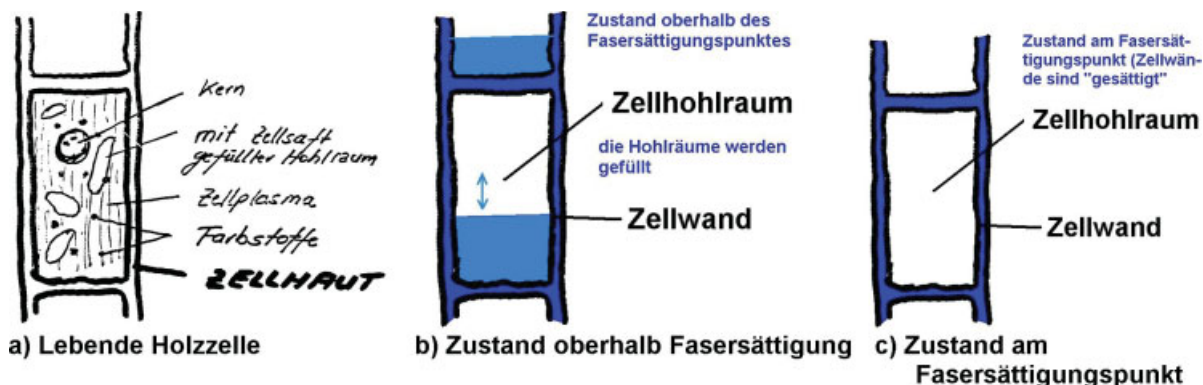 Kern
mit Zellsaft
gefüllter Hohlraum
Zellplasma
Farbstoffe
ZELLHAUT
a) Lebende Holzzelle
Zustand oberhalb des
Fasersättigungspunktes
Zellhohlraum
die Hohlräume werden
gefüllt
Zellwand
b) Zustand oberhalb Fasersättigung
Zustand am Fasersät-
tigungspunkt (Zellwän-
de sind "gesättigt"
Zellhohlraum
Zellwand
c) Zustand am
Fasersättigungspunkt